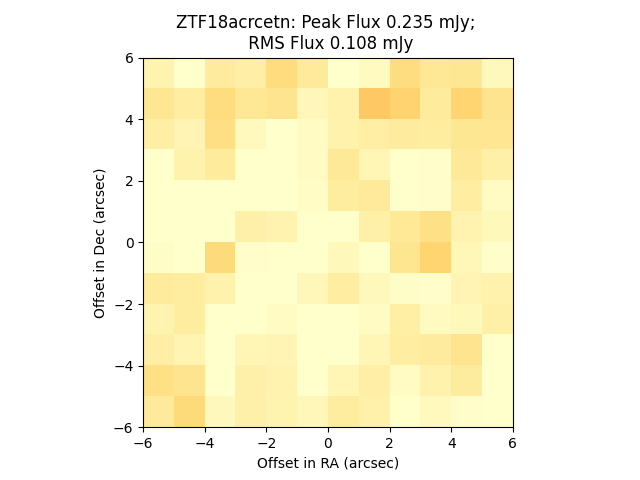 ZTF18acrcetn: Peak Flux 0.235 mJy;
RMS Flux 0.108 mJy
6
4
2
0
−2
−4
−6
Offset in Dec (arcsec)
−6 −4 −2 0 2 4 6
Offset in RA (arcsec)